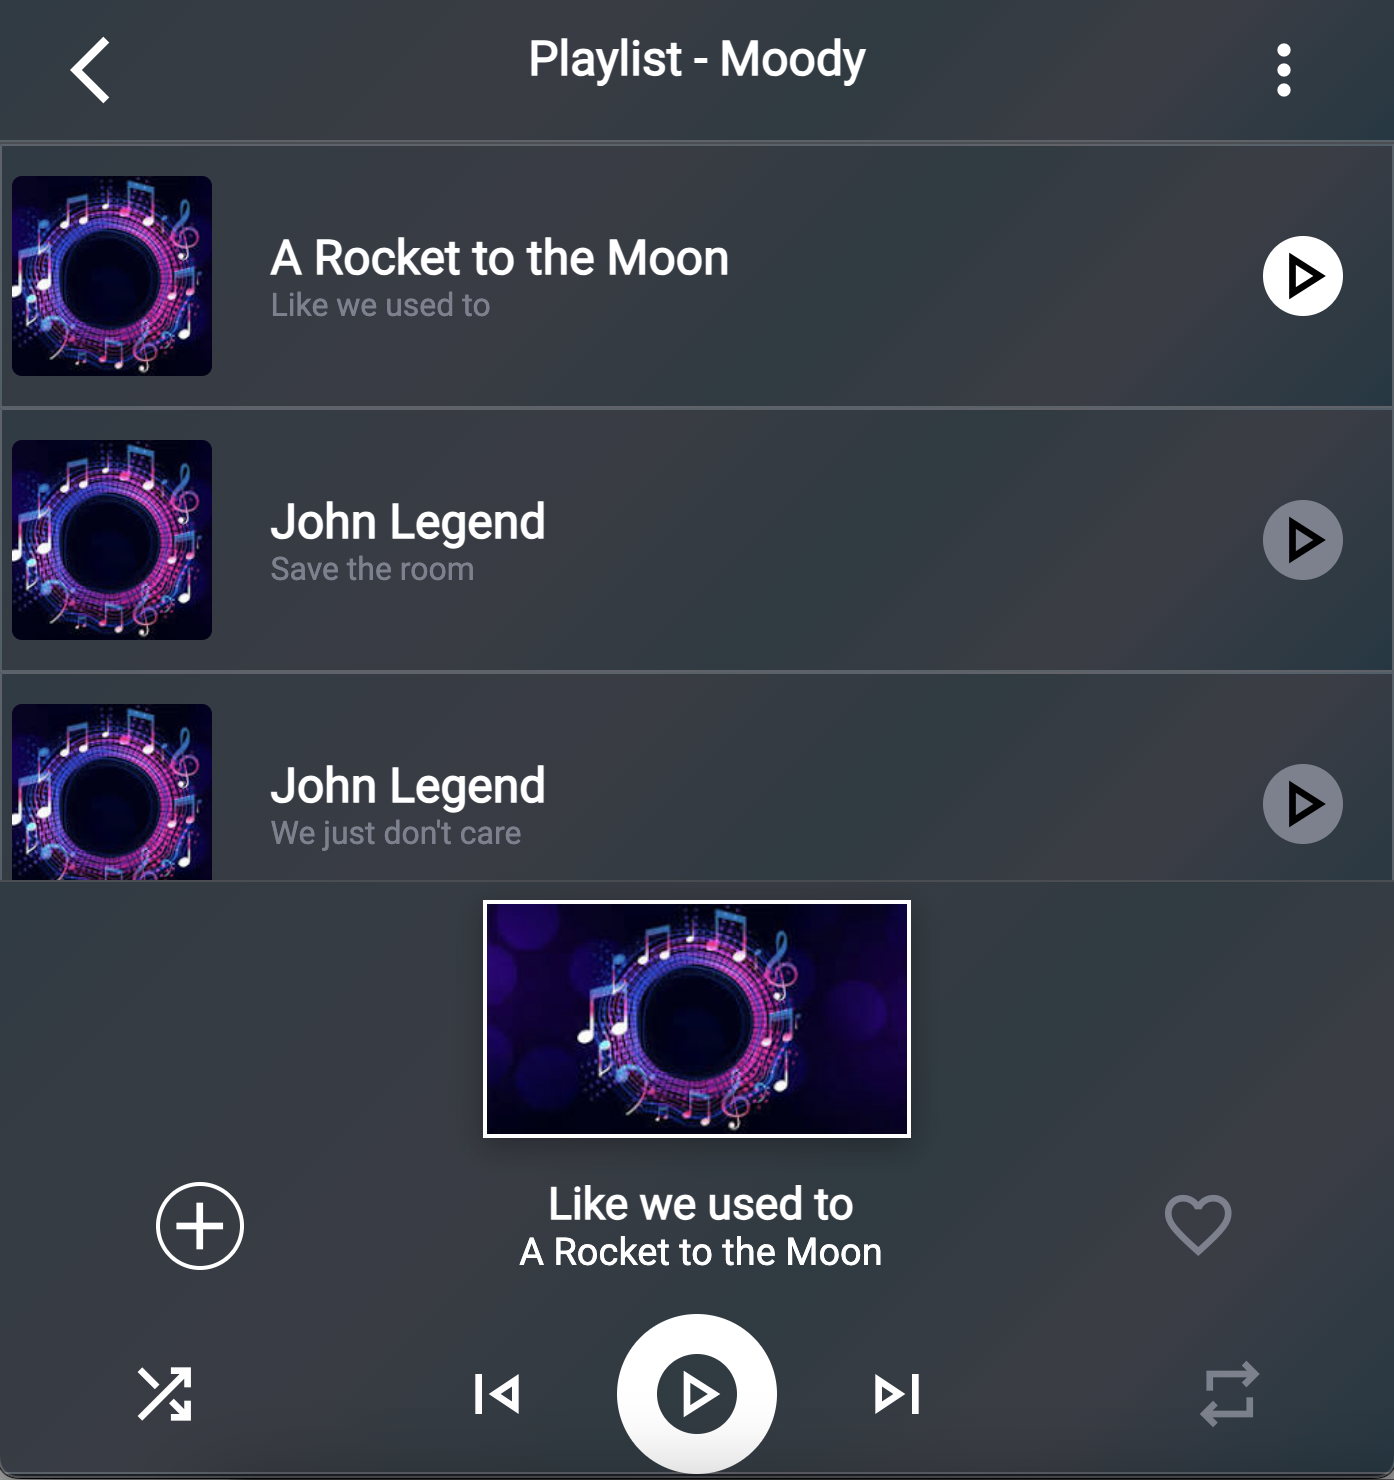 Playlist - Moody
A Rocket to the Moon
Like we used to
John Legend
Save the room
John Legend
We just don't care
Like we used to
A Rocket to the Moon